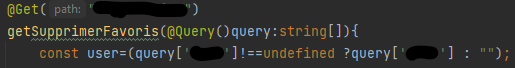 @Get( path: " ")
getSupprimerFavoris(@Query()query:string[]){
const user=(query[' ']!==undefined ?query[' '] : "");